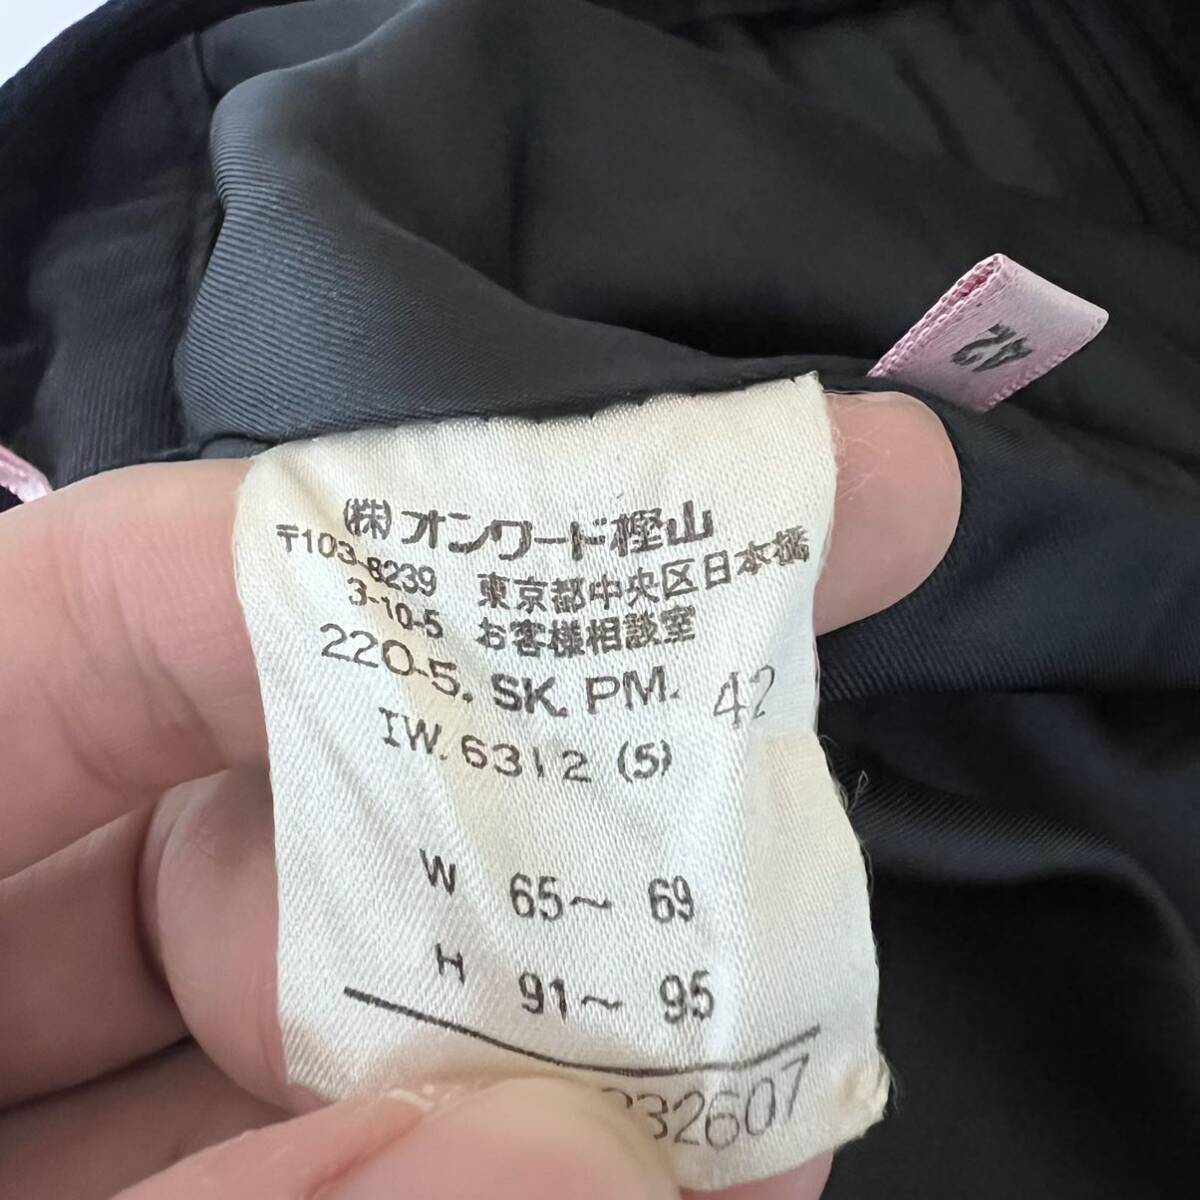 42
(株)オンワード樫山
〒103-8239 東京都中央区日本橋
3-10-5 お客様相談室
220-5. SK. PM. 42
IW. 6312 (5)
W 65~ 69
H 91~ 95
32607